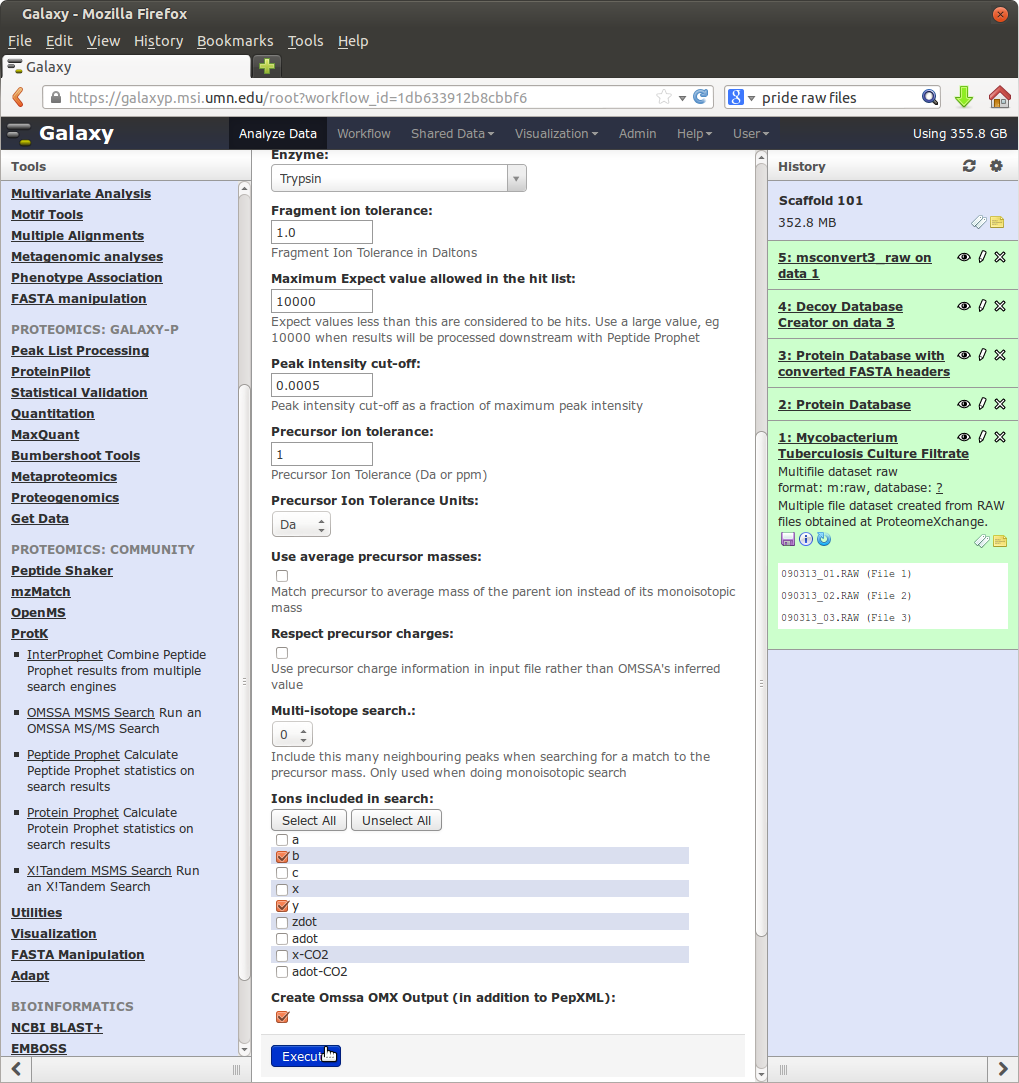 Galaxy - Mozilla Firefox
File Edit View History Bookmarks Tools Help
Galaxy
https://galaxyp.msi.umn.edu/root?workflow_id=1db633912b8cbbf6
pride raw files
Galaxy
Analyze Data Workflow Shared Data Visualization Admin Help User
Using 355.8 GB
Tools
Multivariate Analysis
Motif Tools
Multiple Alignments
Metagenomic analyses
Phenotype Association
FASTA manipulation
PROTEOMICS: GALAXY-P
Peak List Processing
ProteinPilot
Statistical Validation
Quantitation
MaxQuant
Bumbershoot Tools
Metaproteomics
Proteogenomics
Get Data
PROTEOMICS: COMMUNITY
Peptide Shaker
mzMatch
OpenMS
ProtK
InterProphet Combine Peptide
Prophet results from multiple
search engines
OMSSA MSMS Search Run an
OMSSA MS/MS Search
Peptide Prophet Calculate
Peptide Prophet statistics on
search results
Protein Prophet Calculate
Protein Prophet statistics on
search results
X!Tandem MSMS Search Run
an X!Tandem Search
Utilities
Visualization
FASTA Manipulation
Adapt
BIOINFORMATICS
NCBI BLAST+
EMBOSS
Enzyme:
Trypsin
Fragment ion tolerance:
1.0
Fragment Ion Tolerance in Daltons
Maximum Expect value allowed in the hit list:
10000
Expect values less than this are considered to be hits. Use a large value, eg
10000 when results will be processed downstream with Peptide Prophet
Peak intensity cut-off:
0.0005
Peak intensity cut-off as a fraction of maximum peak intensity
Precursor ion tolerance:
1
Precursor Ion Tolerance (Da or ppm)
Precursor Ion Tolerance Units:
Da
Use average precursor masses:
Match precursor to average mass of the parent ion instead of its monoisotopic
mass
Respect precursor charges:
Use precursor charge information in input file rather than OMSSA's inferred
value
Multi-isotope search.:
0
Include this many neighbouring peaks when searching for a match to the
precursor mass. Only used when doing monoisotopic search
Ions included in search:
Select All Unselect All
a
b
c
x
y
zdot
adot
x-CO2
adot-CO2
Create Omssa OMX Output (in addition to PepXML):
Execut
History
Scaffold 101
352.8 MB
5: msconvert3_raw on
data 1
4: Decoy Database
Creator on data 3
3: Protein Database with
converted FASTA headers
2: Protein Database
1: Mycobacterium
Tuberculosis Culture Filtrate
Multifile dataset raw
format: m:raw, database: ?
Multiple file dataset created from RAW
files obtained at ProteomeXchange.
090313_01.RAW (File 1)
090313_02.RAW (File 2)
090313_03.RAW (File 3)